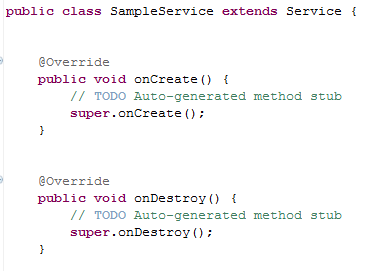 public class SampleService extends Service {
@Override
public void onCreate() {
// TODO Auto-generated method stub
super.onCreate();
}
@Override
public void onDestroy() {
// TODO Auto-generated method stub
super.onDestroy();
}